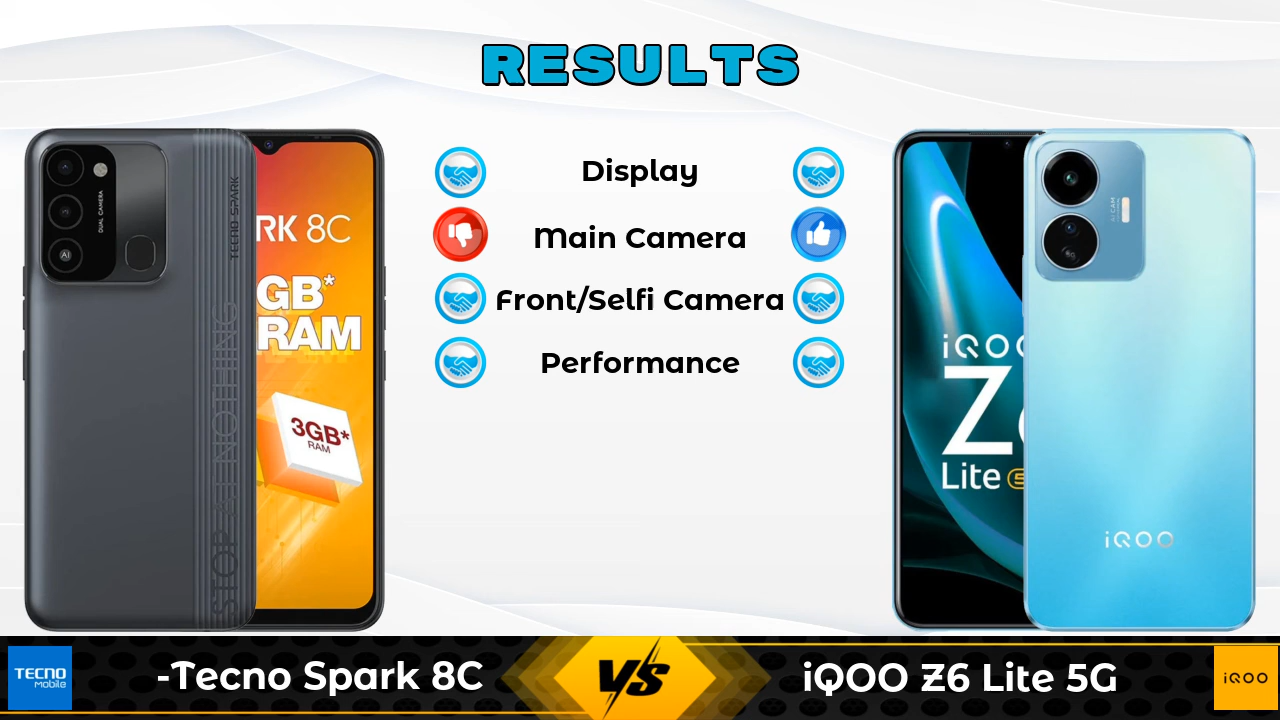 RESULTS
Display
Main Camera
Front/Selfi Camera
Performance
DUAL CAMERA
AI
TECNO SPARK
STOP AT NOTHING
RK 8C
GB*
RAM
3GB*
RAM
iQOO
Z6
Lite 5
AI CAM
iQOO
TECNO
mobile
-Tecno Spark 8C
VS
iQOO Z6 Lite 5G
iQOO